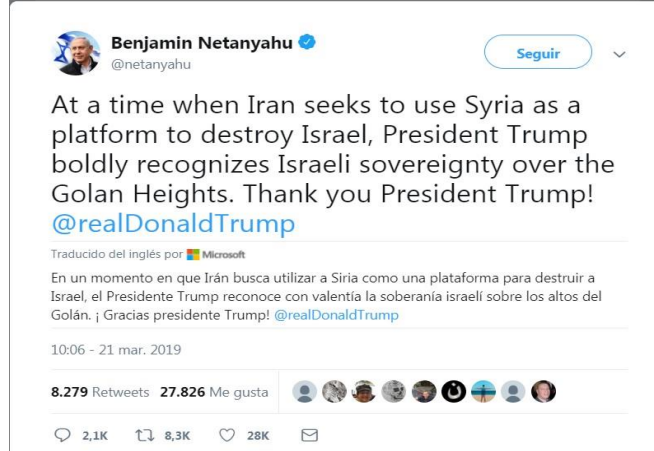 Benjamin Netanyahu
@netanyahu
Seguir
At a time when Iran seeks to use Syria as a
platform to destroy Israel, President Trump
boldly recognizes Israeli sovereignty over the
Golan Heights. Thank you President Trump!
@realDonaldTrump
Traducido del inglés por Microsoft
En un momento en que Irán busca utilizar a Siria como una plataforma para destruir a
Israel, el Presidente Trump reconoce con valentía la soberanía israelí sobre los altos del
Golán. ¡ Gracias presidente Trump! @realDonaldTrump
10:06 - 21 mar. 2019
8.279 Retweets 27.826 Me gusta
2,1K 8,3K 28K